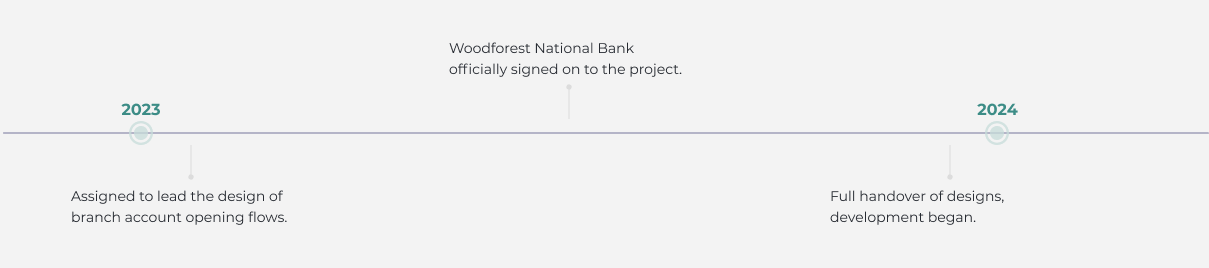 Woodforest National Bank
officially signed on to the project.
2023
2024
Assigned to lead the design of
branch account opening flows.
Full handover of designs,
development began.